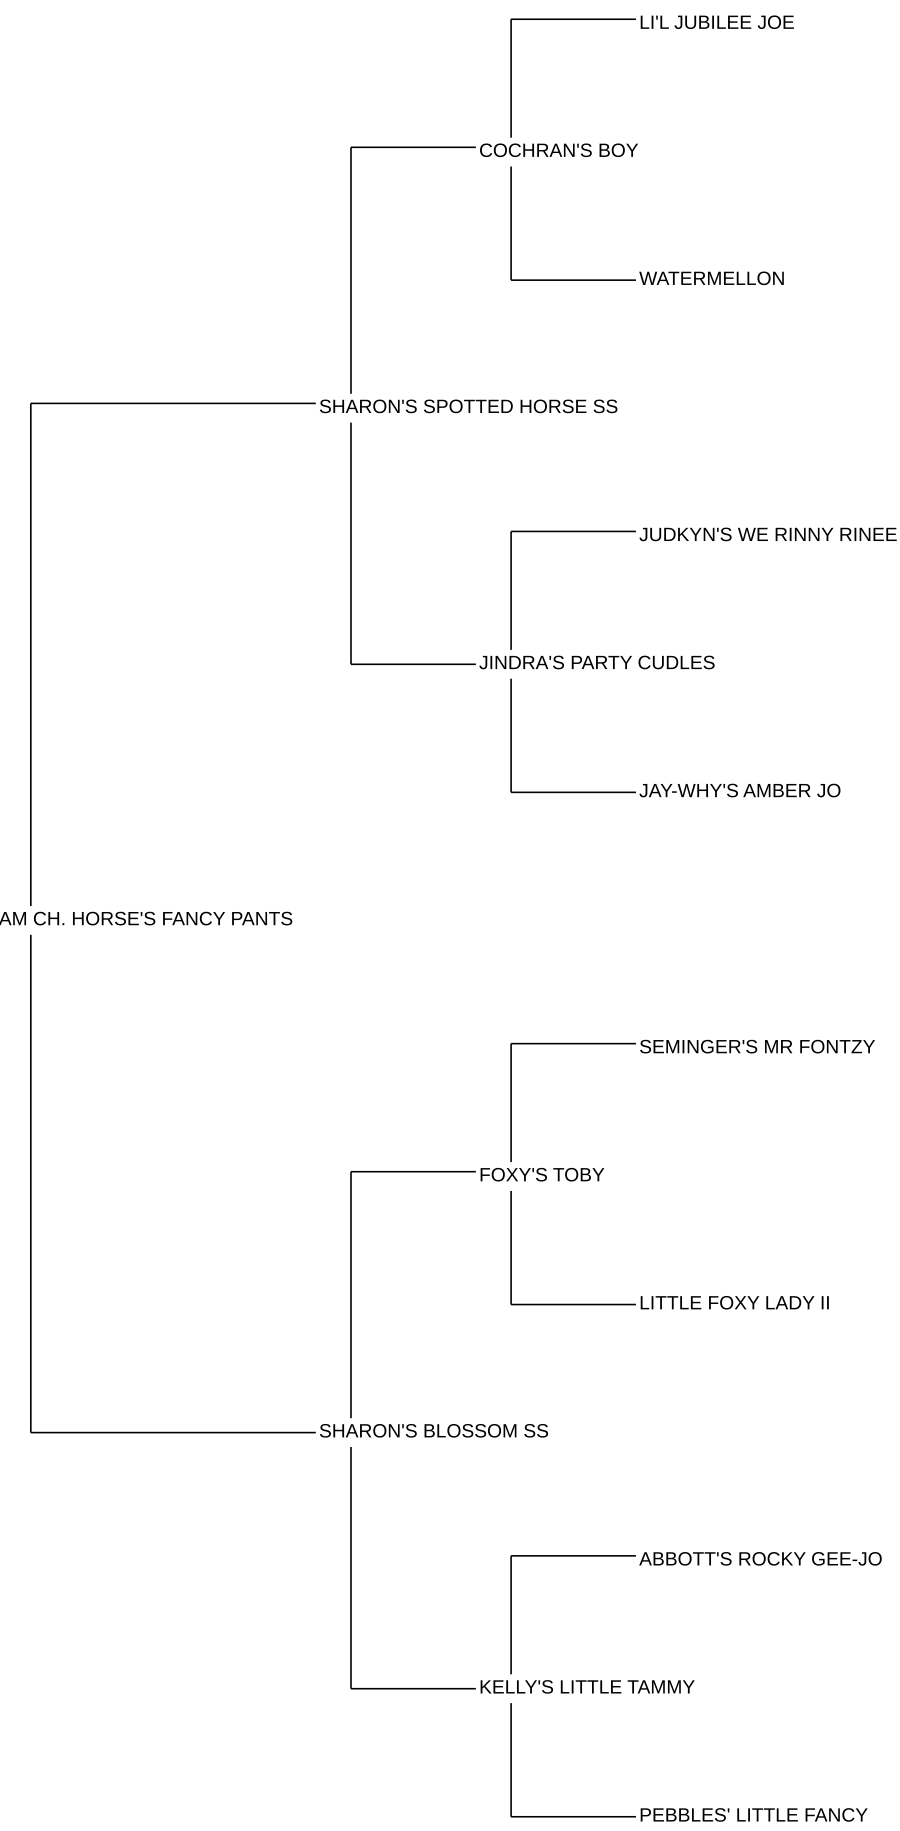 LI'L JUBILEE JOE
COCHRAN'S BOY
WATERMELLON
SHARON'S SPOTTED HORSE SS
JUDKYN'S WE RINNY RINEE
JINDRA'S PARTY CUDLES
JAY-WHY'S AMBER JO
AM CH. HORSE'S FANCY PANTS
SEMINGER'S MR FONTZY
FOXY'S TOBY
LITTLE FOXY LADY II
SHARON'S BLOSSOM SS
ABBOTT'S ROCKY GEE-JO
KELLY'S LITTLE TAMMY
PEBBLES' LITTLE FANCY